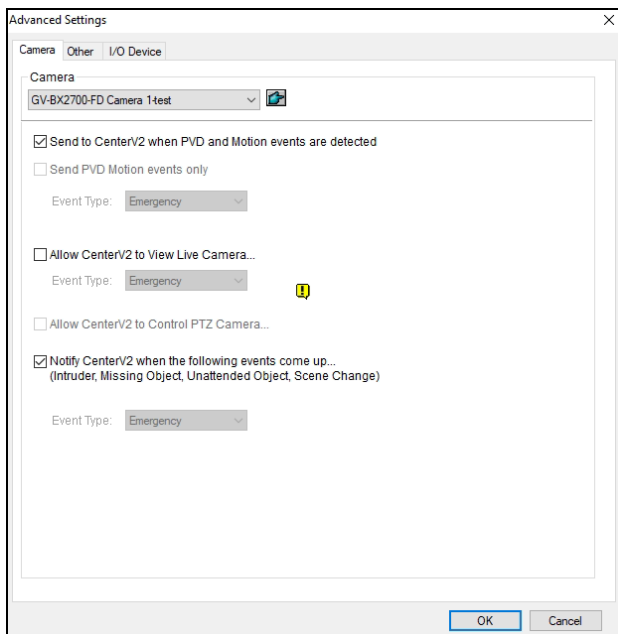 Advanced Settings
Camera Other I/O Device
Camera
GV-BX2700-FD Camera 1-test
Send to CenterV2 when PVD and Motion events are detected
Send PVD Motion events only
Event Type: Emergency
Allow CenterV2 to View Live Camera...
Event Type: Emergency
Allow CenterV2 to Control PTZ Camera...
Notify CenterV2 when the following events come up...
(Intruder, Missing Object, Unattended Object, Scene Change)
Event Type: Emergency
OK Cancel